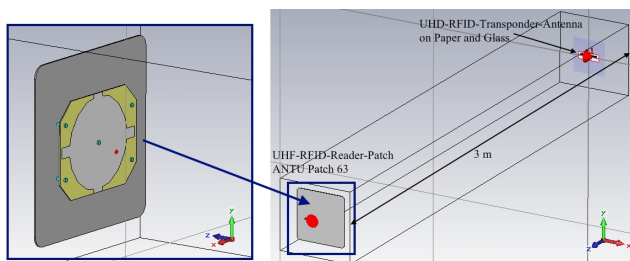 UHD-RFID-Transponder-Antenna
on Paper and Glass
UHF-RFID-Reader-Patch
ANTU Patch 63
3 m
y
z
x
y
z
x